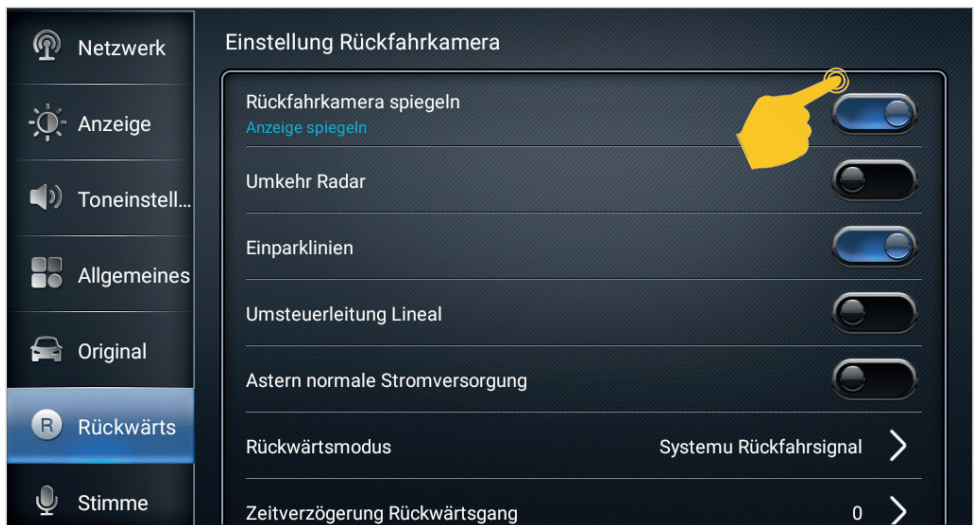 Netzwerk
Anzeige
Toneinstell...
Allgemeines
Original
R Rückwärts
Stimme
Einstellung Rückfahrkamera
Rückfahrkamera spiegeln
Anzeige spiegeln
Umkehr Radar
Einparklinien
Umsteuerleitung Lineal
Astern normale Stromversorgung
Rückwärtsmodus Systemu Rückfahrsignal
Zeitverzögerung Rückwärtsgang 0